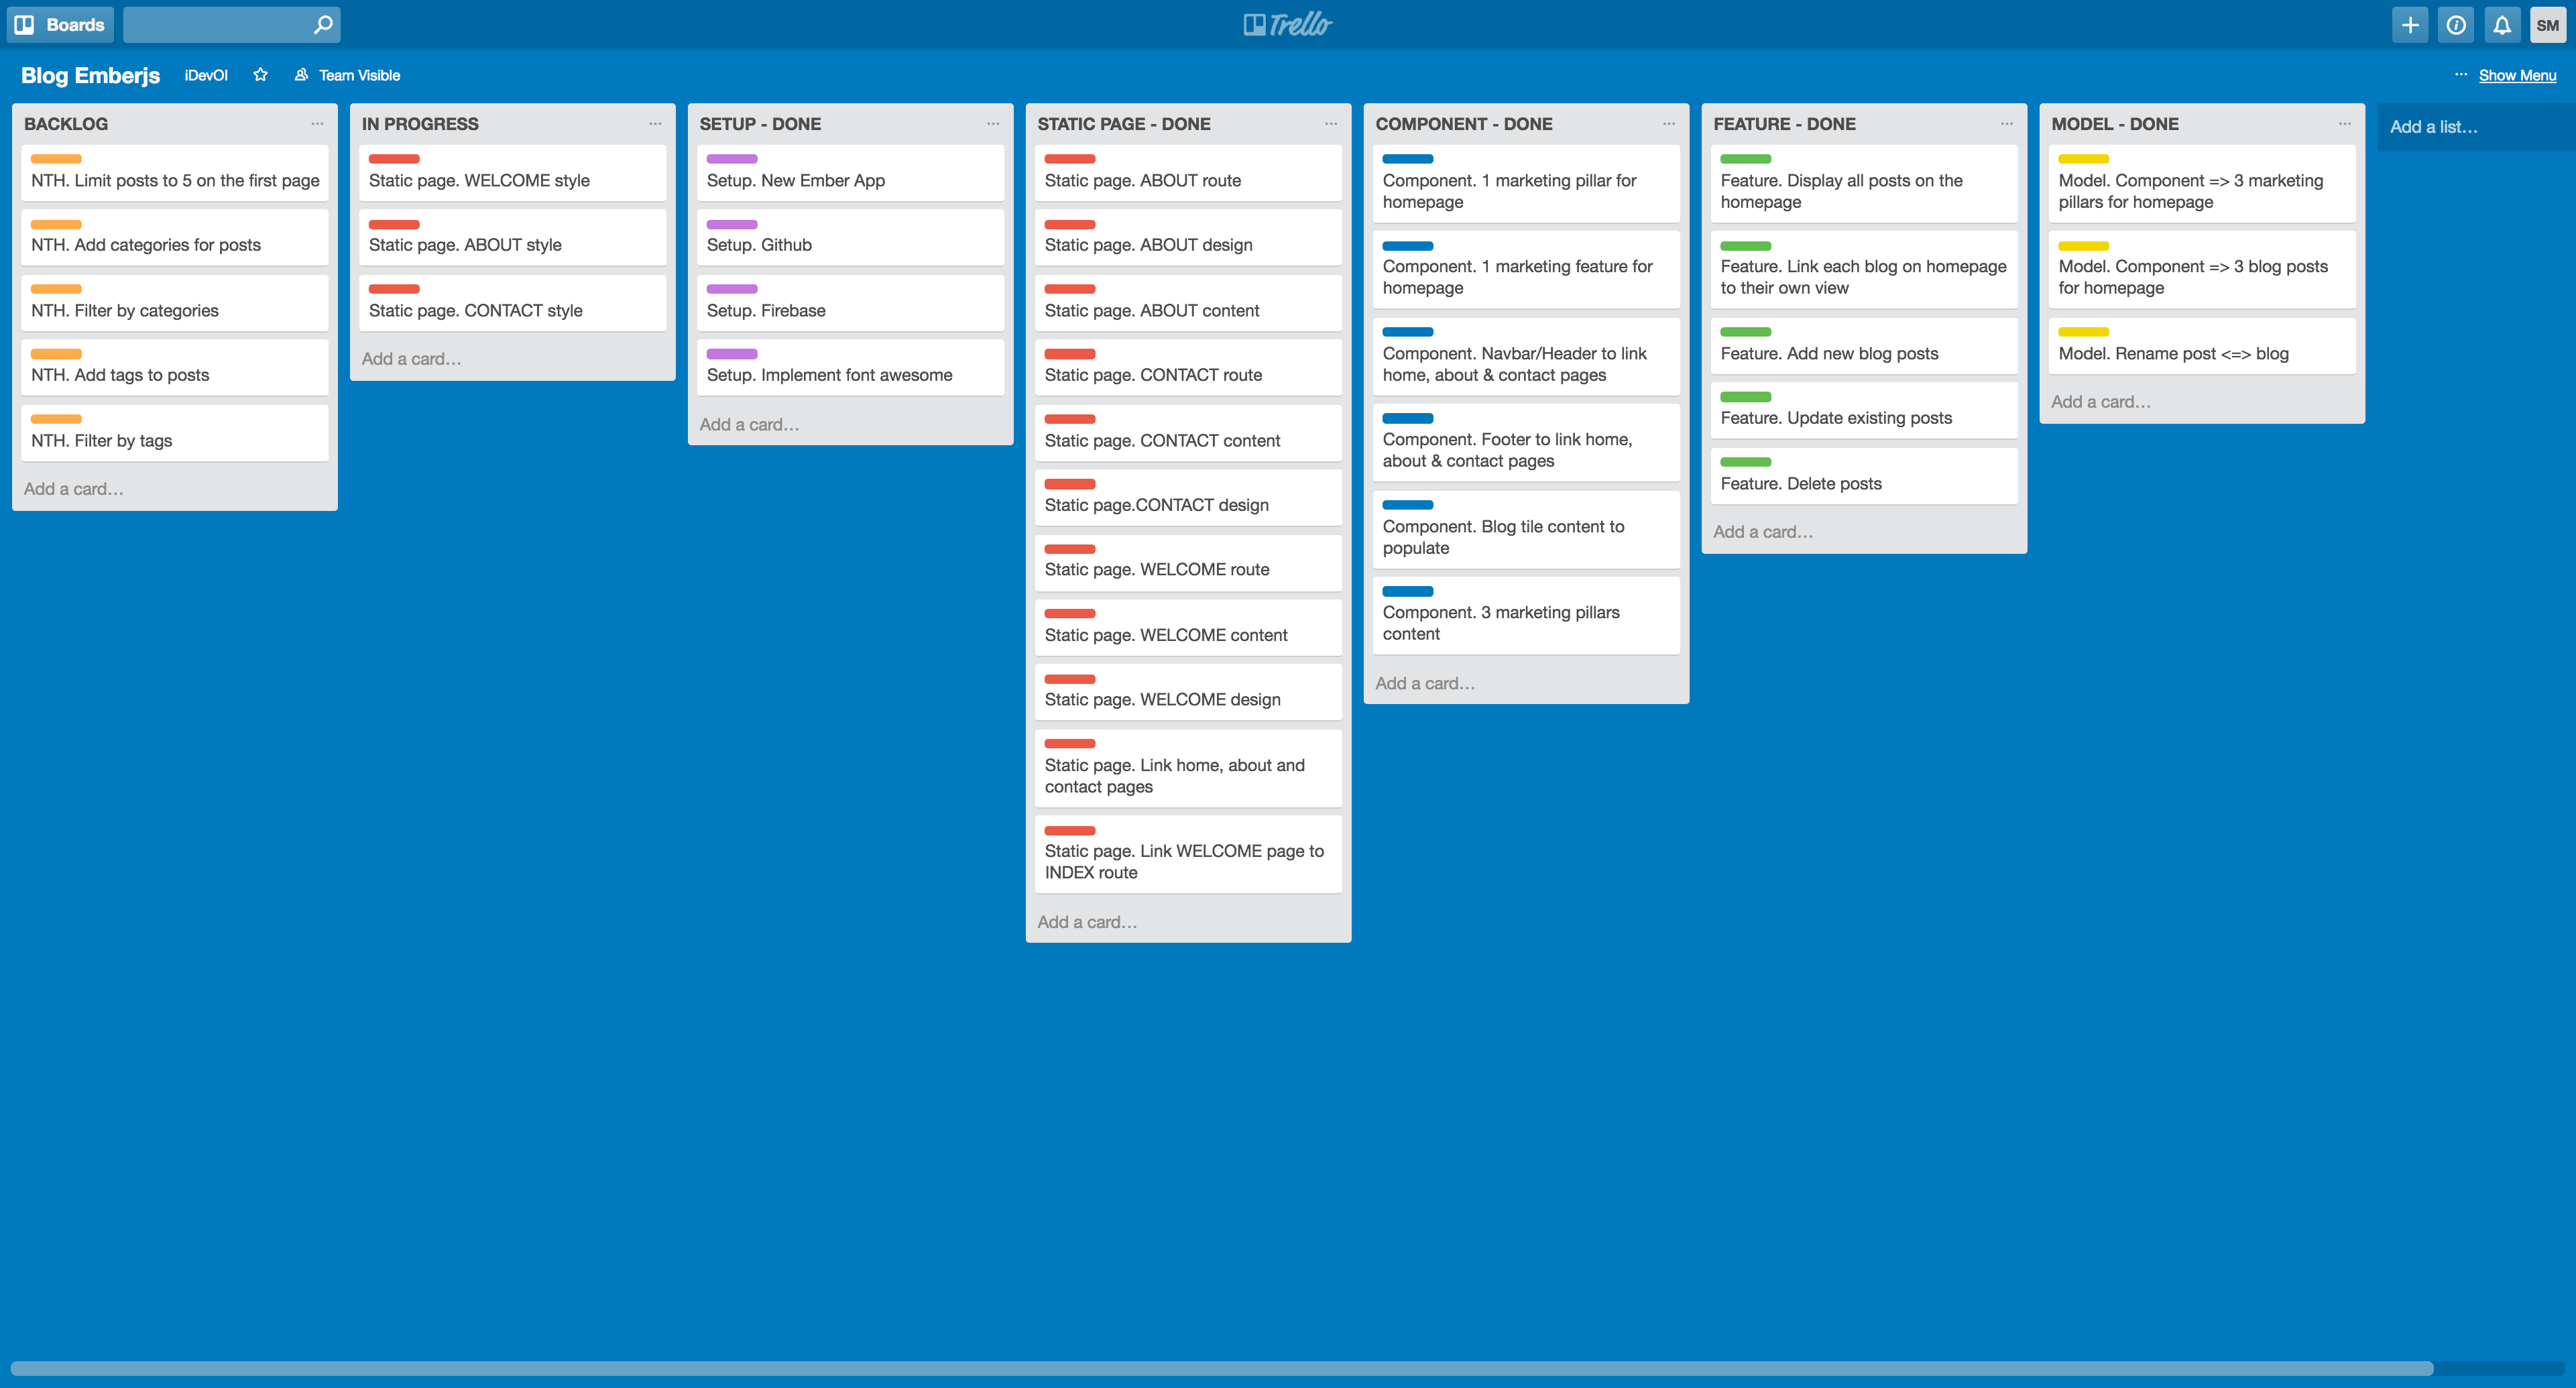 Boards
Trello
SM
Blog Emberjs
iDevOI
Team Visible
... Show Menu
BACKLOG
NTH. Limit posts to 5 on the first page
NTH. Add categories for posts
NTH. Filter by categories
NTH. Add tags to posts
NTH. Filter by tags
Add a card...
IN PROGRESS
Static page. WELCOME style
Static page. ABOUT style
Static page. CONTACT style
Add a card...
SETUP - DONE
Setup. New Ember App
Setup. Github
Setup. Firebase
Setup. Implement font awesome
Add a card...
STATIC PAGE - DONE
Static page. ABOUT route
Static page. ABOUT design
Static page. ABOUT content
Static page. CONTACT route
Static page. CONTACT content
Static page.CONTACT design
Static page. WELCOME route
Static page. WELCOME content
Static page. WELCOME design
Static page. Link home, about and
contact pages
Static page. Link WELCOME page to
INDEX route
Add a card...
COMPONENT - DONE
Component. 1 marketing pillar for
homepage
Component. 1 marketing feature for
homepage
Component. Navbar/Header to link
home, about & contact pages
Component. Footer to link home,
about & contact pages
Component. Blog tile content to
populate
Component. 3 marketing pillars
content
Add a card...
FEATURE - DONE
Feature. Display all posts on the
homepage
Feature. Link each blog on homepage
to their own view
Feature. Add new blog posts
Feature. Update existing posts
Feature. Delete posts
Add a card...
MODEL - DONE
Model. Component => 3 marketing
pillars for homepage
Model. Component => 3 blog posts
for homepage
Model. Rename post <=> blog
Add a card...
Add a list...